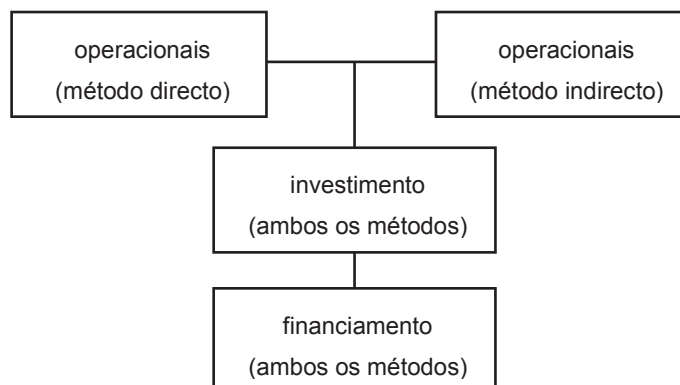 operacionais
(método directo)
operacionais
(método indirecto)
investimento
(ambos os métodos)
financiamento
(ambos os métodos)